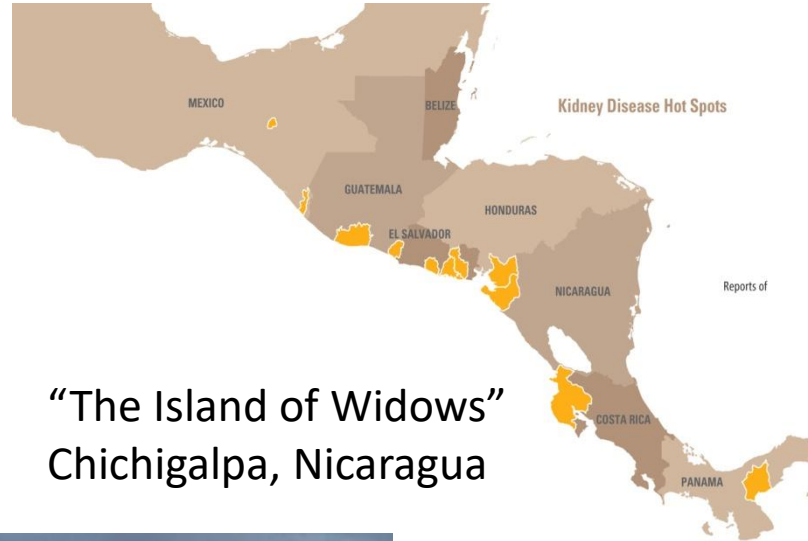 MEXICO
BELIZE
Kidney Disease Hot Spots
GUATEMALA
HONDURAS
EL SALVADOR
NICARAGUA
Reports of
“The Island of Widows”
Chichigalpa, Nicaragua
COSTA RICA
PANAMA